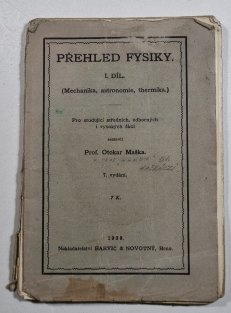 PŘEHLED FYSIKY.
I. DÍL.
(Mechanika, astronomie, thermika.)
Pro studující středních, odborných
i vysokých škol
sestavil
Prof. Otokar Maška.
7. vydání.
7 K.
Nakladatelství BARVIČ & NOVOTNÝ, Brno.